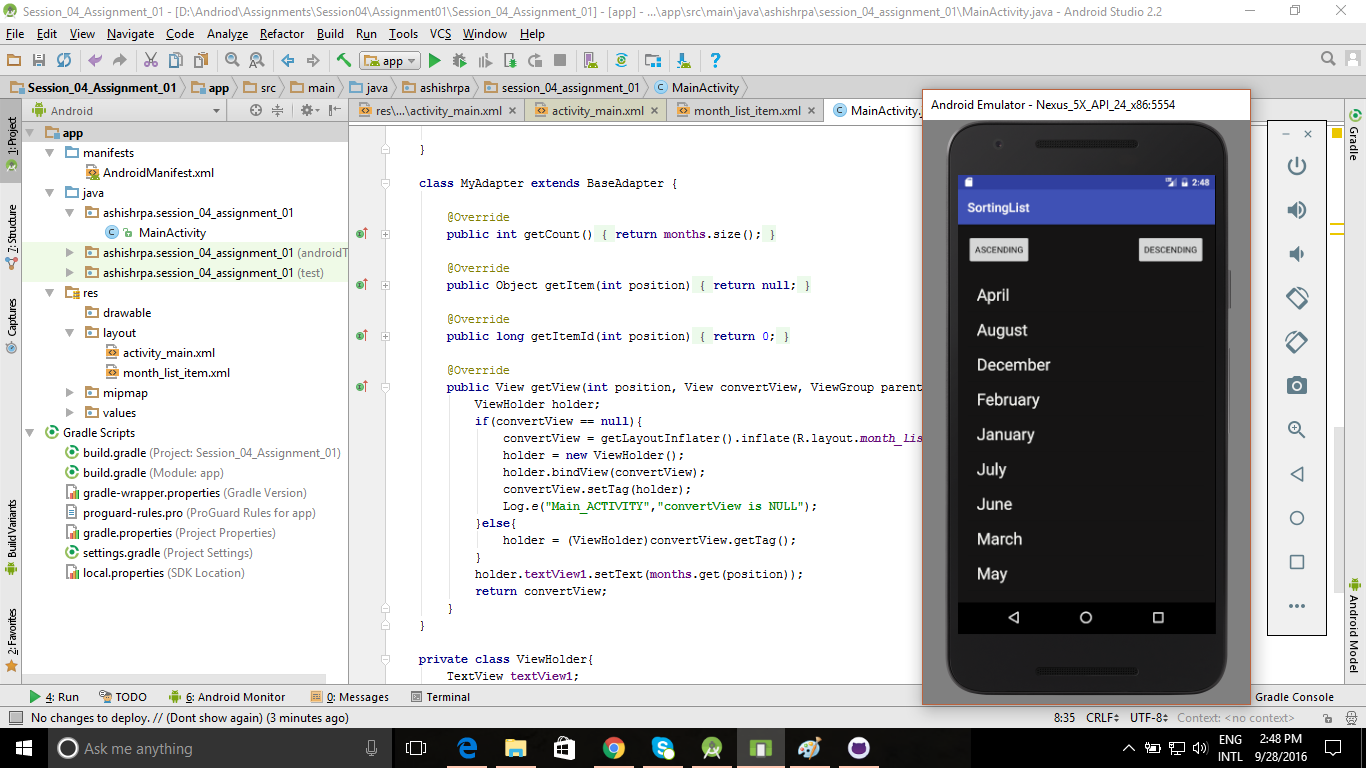 Session_04_Assignment_01 - [D:\Andriod\Assignments\Session04\Assignment01\Session_04_Assignment_01] - [app] - ...\app\src\main\java\ashishrpa\session_04_assignment_01\MainActivity.java - Android Studio 2.2
File Edit View Navigate Code Analyze Refactor Build Run Tools VCS Window Help
app
Session_04_Assignment_01 app src main java ashishrpa session_04_assignment_01 MainActivity
Android
res\...\activity_main.xml activity_main.xml month_list_item.xml MainActivity.
1: Project
7: Structure
Captures
Build Variants
2: Favorites
app
manifests
AndroidManifest.xml
java
ashishrpa.session_04_assignment_01
MainActivity
ashishrpa.session_04_assignment_01 (androidT
ashishrpa.session_04_assignment_01 (test)
res
drawable
layout
activity_main.xml
month_list_item.xml
mipmap
values
Gradle Scripts
build.gradle (Project: Session_04_Assignment_01)
build.gradle (Module: app)
gradle-wrapper.properties (Gradle Version)
proguard-rules.pro (ProGuard Rules for app)
gradle.properties (Project Properties)
settings.gradle (Project Settings)
local.properties (SDK Location)
}
class MyAdapter extends BaseAdapter {
@Override
public int getCount() { return months.size(); }
@Override
public Object getItem(int position) { return null; }
@Override
public long getItemId(int position) { return 0; }
@Override
public View getView(int position, View convertView, ViewGroup parent
ViewHolder holder;
if(convertView == null){
convertView = getLayoutInflater().inflate(R.layout.month_lis
holder = new ViewHolder();
holder.bindView(convertView);
convertView.setTag(holder);
Log.e("Main_ACTIVITY","convertView is NULL");
}else{
holder = (ViewHolder)convertView.getTag();
}
holder.textView1.setText(months.get(position));
return convertView;
}
}
private class ViewHolder{
TextView textView1;
Android Emulator - Nexus_5X_API_24_x86:5554
2:48
SortingList
ASCENDING DESCENDING
April
August
December
February
January
July
June
March
May
Gradle
Android Model
4: Run TODO 6: Android Monitor 0: Messages Terminal Gradle Console
No changes to deploy. // (Dont show again) (3 minutes ago) 8:35 CRLF UTF-8 Context: <no context>
Ask me anything
ENG 2:48 PM
INTL 9/28/2016